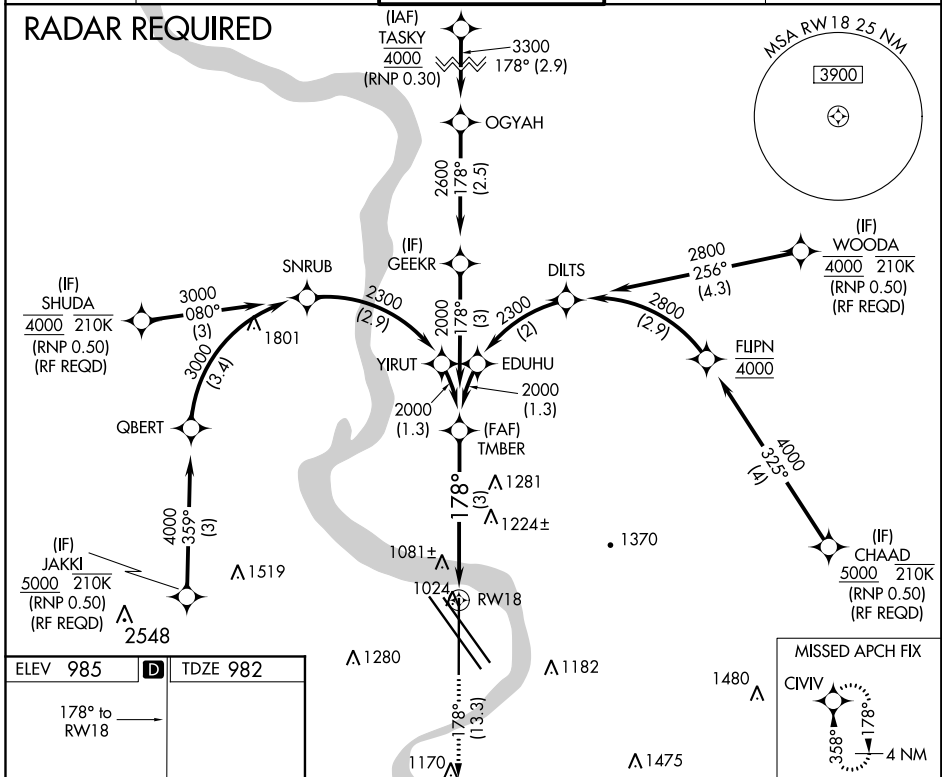 RADAR REQUIRED
(IAF)
TASKY
4000
(RNP 0.30)
3300
178° (2.9)
MSA RW18 25 NM
3900
OGYAH
2600
178°
(2.5)
(IF)
GEEKR
2000
178°
(3)
(IF)
WOODA
4000 210K
(RNP 0.50)
(RF REQD)
2800
256°
(4.3)
SNRUB
DILTS
(IF)
SHUDA
4000 210K
(RNP 0.50)
(RF REQD)
3000
080°
(3)
1801
3000
(3.4)
2300
(2.9)
2300
(2)
2800
(2.9)
YIRUT
EDUHU
FLIPN
4000
2000
(1.3)
2000
(1.3)
QBERT
(FAF)
TMBER
4000
325°
(4)
178°
(3)
1281
1224±
1370
1081±
1024
RW18
4000
359°
(3)
(IF)
JAKKI
5000 210K
(RNP 0.50)
(RF REQD)
1519
2548
(IF)
CHAAD
5000 210K
(RNP 0.50)
(RF REQD)
ELEV 985
D
TDZE 982
178° to
RW18
1280
1182
1480
178°
(13.3)
1170
1475
MISSED APCH FIX
CIVIV
358°
178°
4 NM